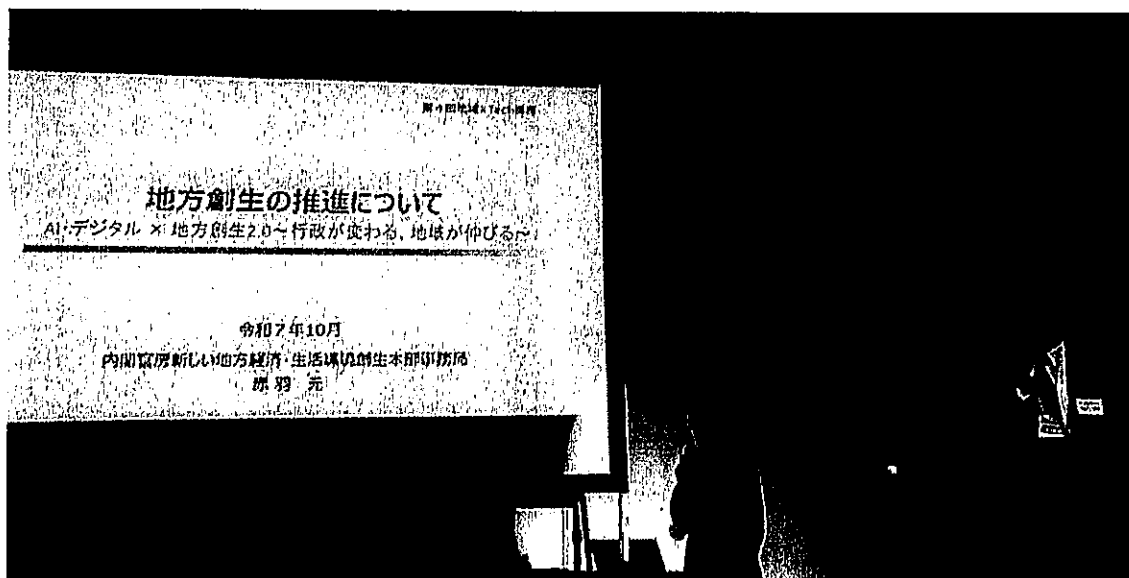 地方創生の推進について
AI・デジタル × 地方創生2.0～行政が変わる、地域が伸びる～
令和7年10月
内閣官房新しい地方経済・生活環境創生本部事務局
赤羽 元